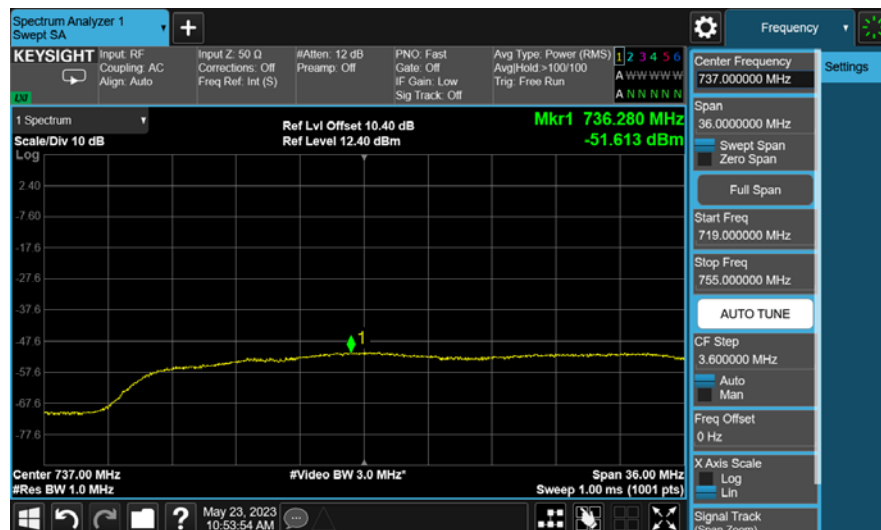 Spectrum Analyzer 1
Swept SA
Frequency
KEYSIGHT
Input: RF
Coupling: AC
Align: Auto
Input Z: 50 Ω
Corrections: Off
Freq Ref: Int (S)
#Atten: 12 dB
Preamp: Off
PNO: Fast
Gate: Off
IF Gain: Low
Sig Track: Off
Avg Type: Power (RMS)
Avg|Hold:>100/100
Trig: Free Run
1 2 3 4 5 6
A W W W W W
A N N N N N
LXI
1 Spectrum
Scale/Div 10 dB
Log
Ref Lvl Offset 10.40 dB
Ref Level 12.40 dBm
Mkr1 736.280 MHz
-51.613 dBm
2.40
-7.60
-17.6
-27.6
-37.6
-47.6
-57.6
-67.6
-77.6
1
Center 737.00 MHz
#Res BW 1.0 MHz
#Video BW 3.0 MHz*
Span 36.00 MHz
Sweep 1.00 ms (1001 pts)
May 23, 2023
10:53:54 AM
Center Frequency
737.000000 MHz
Span
36.0000000 MHz
Swept Span
Zero Span
Full Span
Start Freq
719.000000 MHz
Stop Freq
755.000000 MHz
AUTO TUNE
CF Step
3.600000 MHz
Auto
Man
Freq Offset
0 Hz
X Axis Scale
Log
Lin
Signal Track
(Span Zoom)
Settings